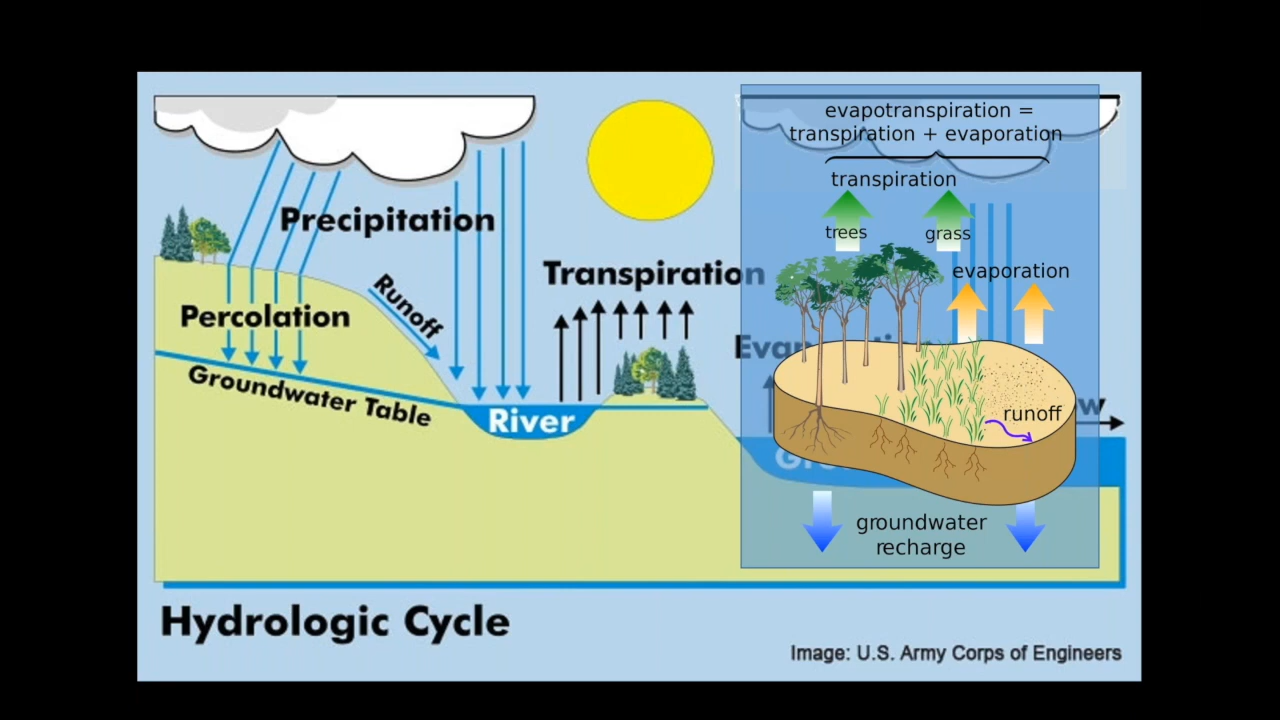 evapotranspiration =
transpiration + evaporation
transpiration
trees
grass
Precipitation
Transpiration
evaporation
Runoff
Percolation
Groundwater Table
River
runoff
groundwater
recharge
Hydrologic Cycle
Image: U.S. Army Corps of Engineers